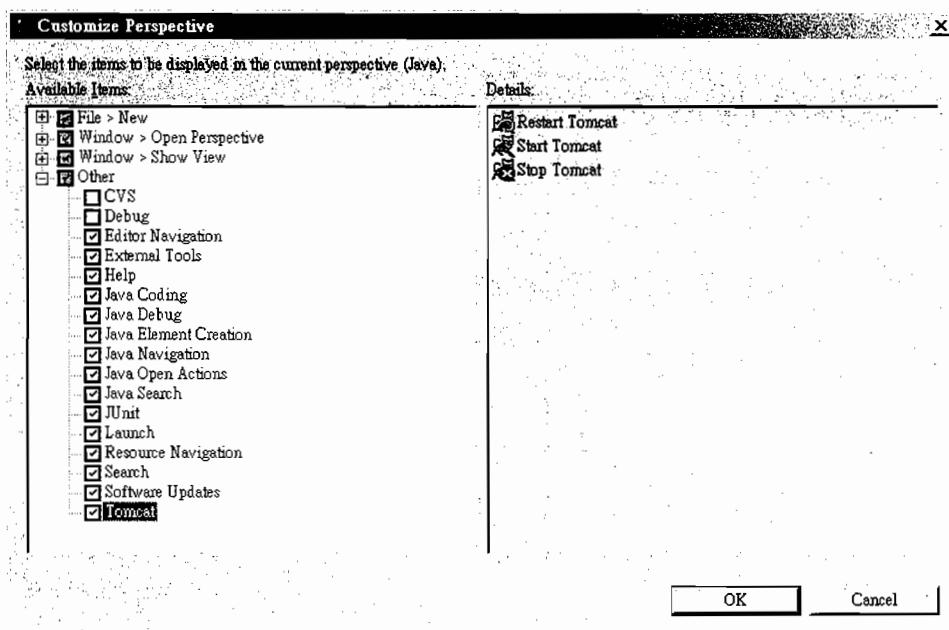 Customize Perspective
Select the items to be displayed in the current perspective (Java).
Available Items:
File > New
Window > Open Perspective
Window > Show View
Other
CVS
Debug
Editor Navigation
External Tools
Help
Java Coding
Java Debug
Java Element Creation
Java Navigation
Java Open Actions
Java Search
JUnit
Launch
Resource Navigation
Search
Software Updates
Tomcat
Details:
Restart Tomcat
Start Tomcat
Stop Tomcat
OK Cancel